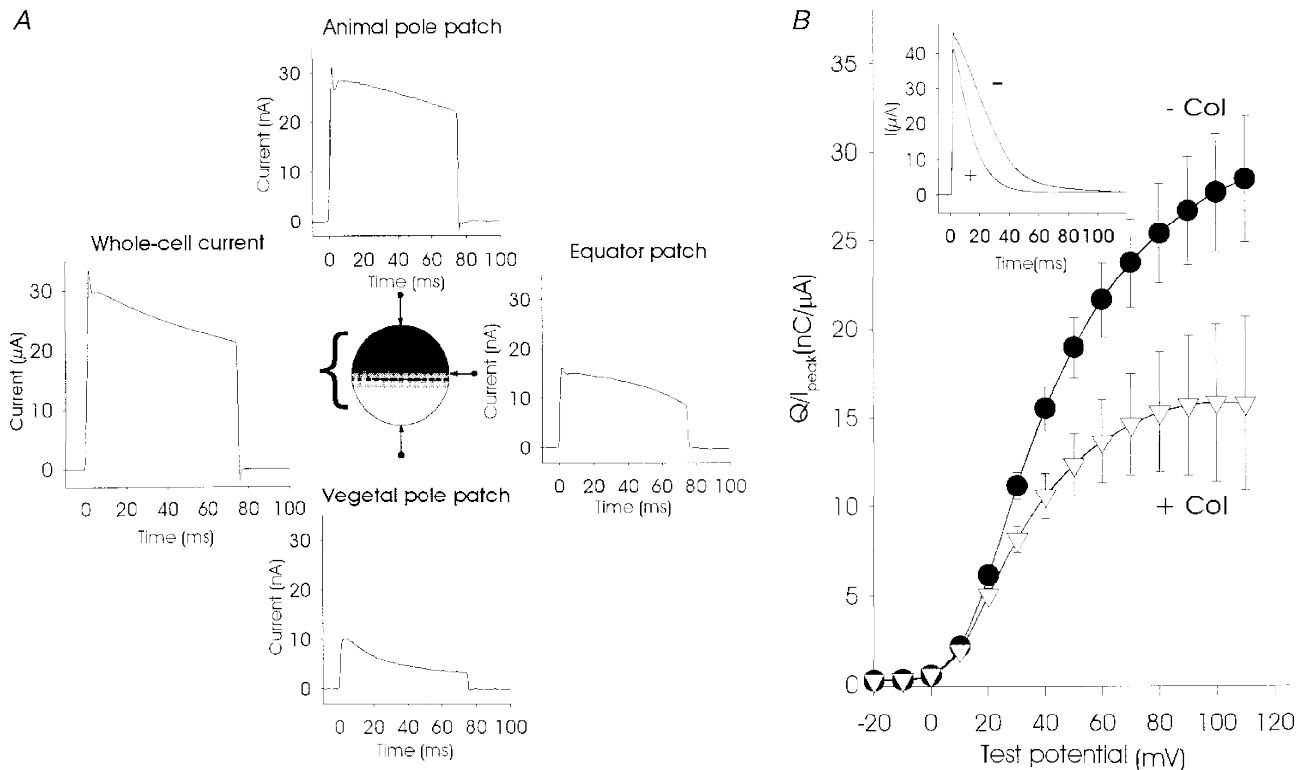 A
Animal pole patch
Current (nA)
30
20
10
0
0 20 40 60 80 100
Time (ms)
Whole-cell current
Current (μA)
30
20
10
0
0 20 40 60 80 100
Time (ms)
Equator patch
Current (nA)
30
20
10
0
0 20 40 60 80 100
Time (ms)
Vegetal pole patch
Current (nA)
30
20
10
0
0 20 40 60 80 100
Time (ms)
B
Q/Ipeak(nC/μA)
35
30
25
20
15
10
5
0
-20 0 20 40 60 80 100 120
Test potential (mV)
- Col
+ Col
I(μA)
40
30
20
10
0
0 20 40 60 80 100
Time(ms)
-
+